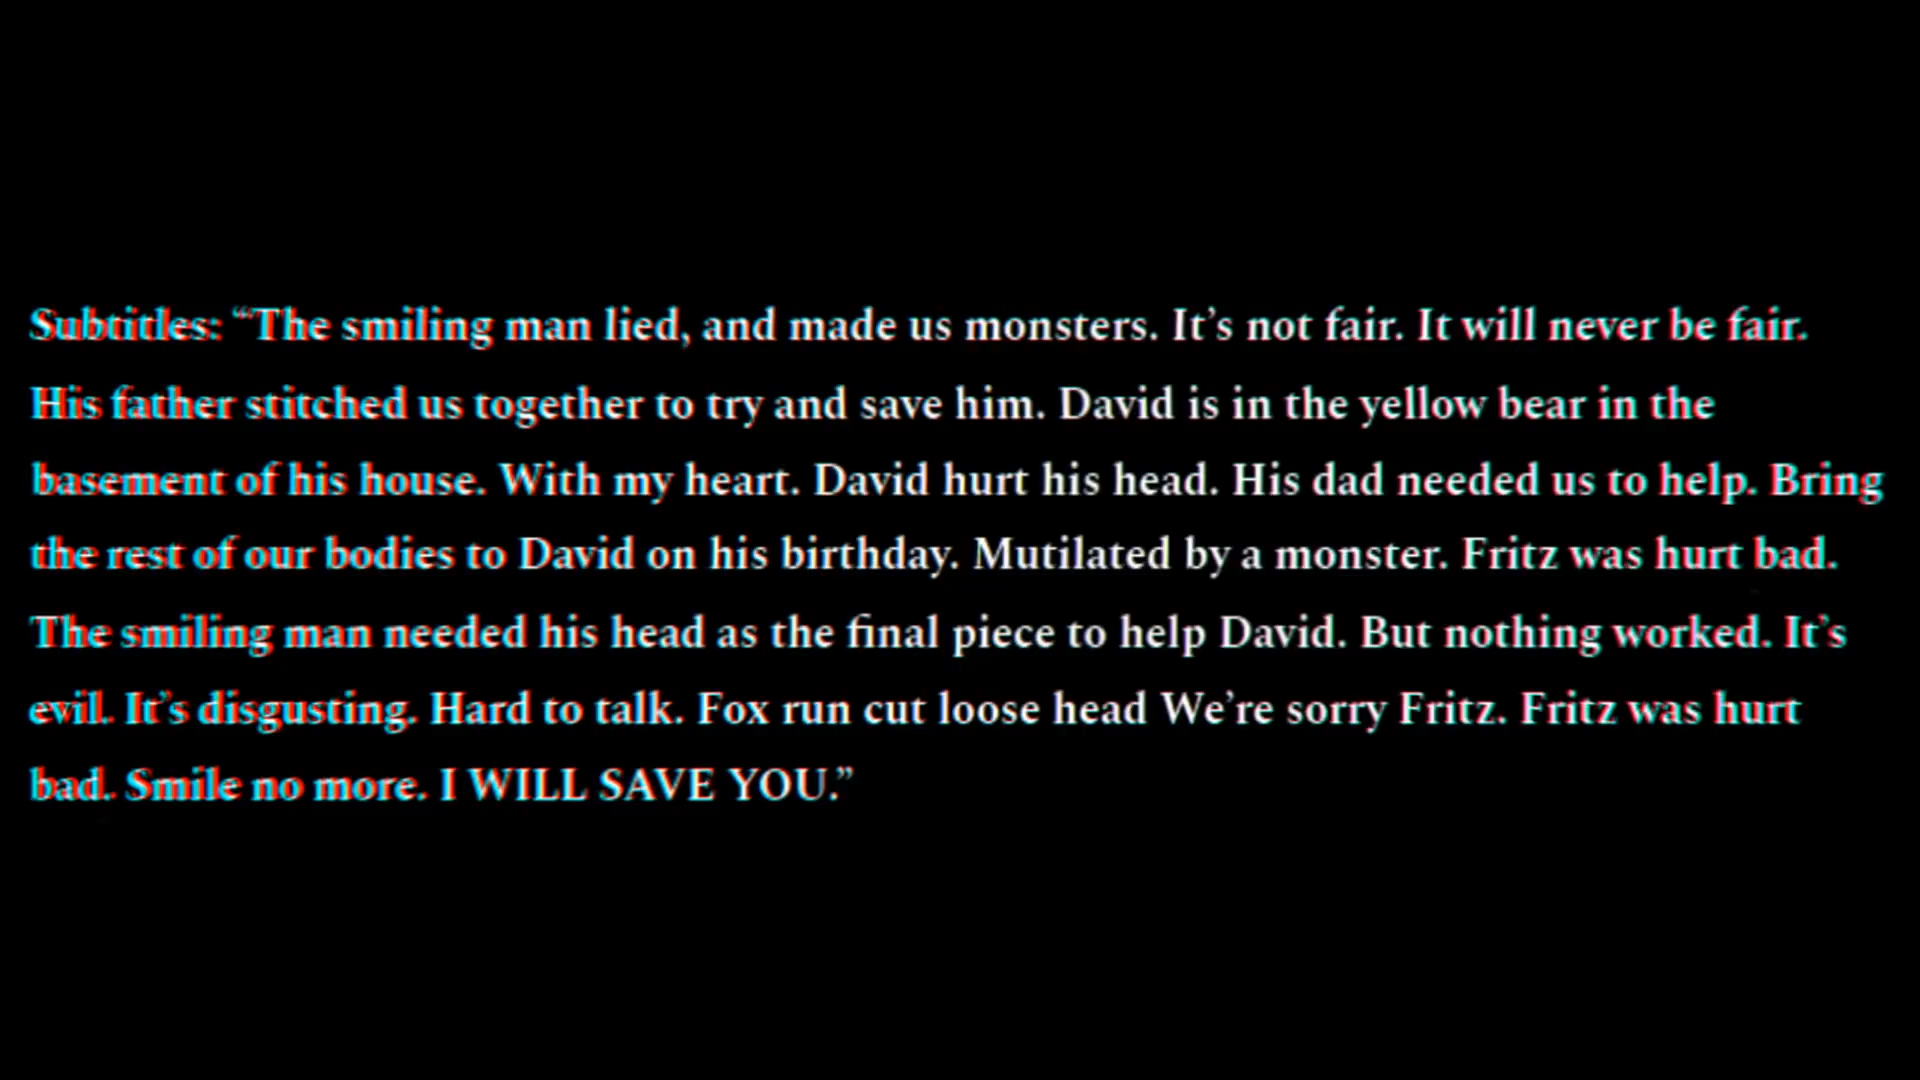 Subtitles: “The smiling man lied, and made us monsters. It’s not fair. It will never be fair.
His father stitched us together to try and save him. David is in the yellow bear in the
basement of his house. With my heart. David hurt his head. His dad needed us to help. Bring
the rest of our bodies to David on his birthday. Mutilated by a monster. Fritz was hurt bad.
The smiling man needed his head as the final piece to help David. But nothing worked. It’s
evil. It’s disgusting. Hard to talk. Fox run cut loose head We’re sorry Fritz. Fritz was hurt
bad. Smile no more. I WILL SAVE YOU.”